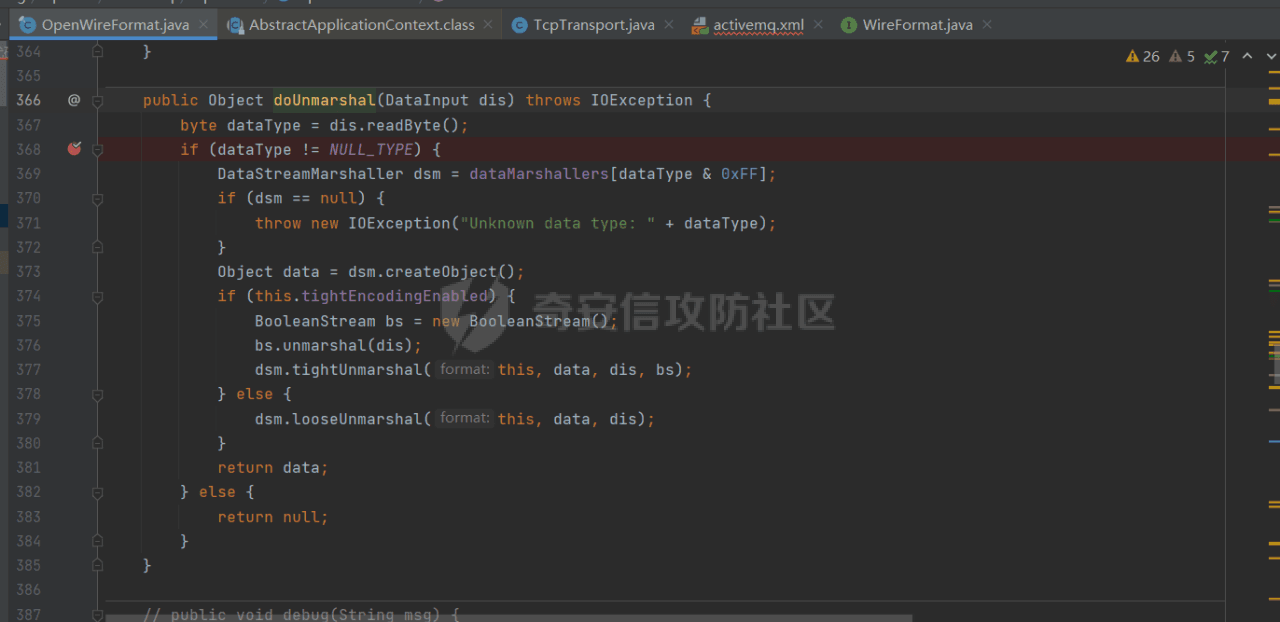 OpenWireFormat.java AbstractApplicationContext.class TcpTransport.java activemq.xml WireFormat.java
364 }
26 5 7
365
366 @ public Object doUnmarshal(DataInput dis) throws IOException {
367 byte dataType = dis.readByte();
368 if (dataType != NULL_TYPE) {
369 DataStreamMarshaller dsm = dataMarshallers[dataType & 0xFF];
370 if (dsm == null) {
371 throw new IOException("Unknown data type: " + dataType);
372 }
373 Object data = dsm.createObject();
374 if (this.tightEncodingEnabled) {
奇安信攻防社区
375 BooleanStream bs = new BooleanStream();
376 bs.unmarshal(dis);
377 dsm.tightUnmarshal( format: this, data, dis, bs);
378 } else {
379 dsm.looseUnmarshal( format: this, data, dis);
380 }
381 return data;
382 } else {
383 return null;
384 }
385 }
386
387 // public void debug(String msg) {